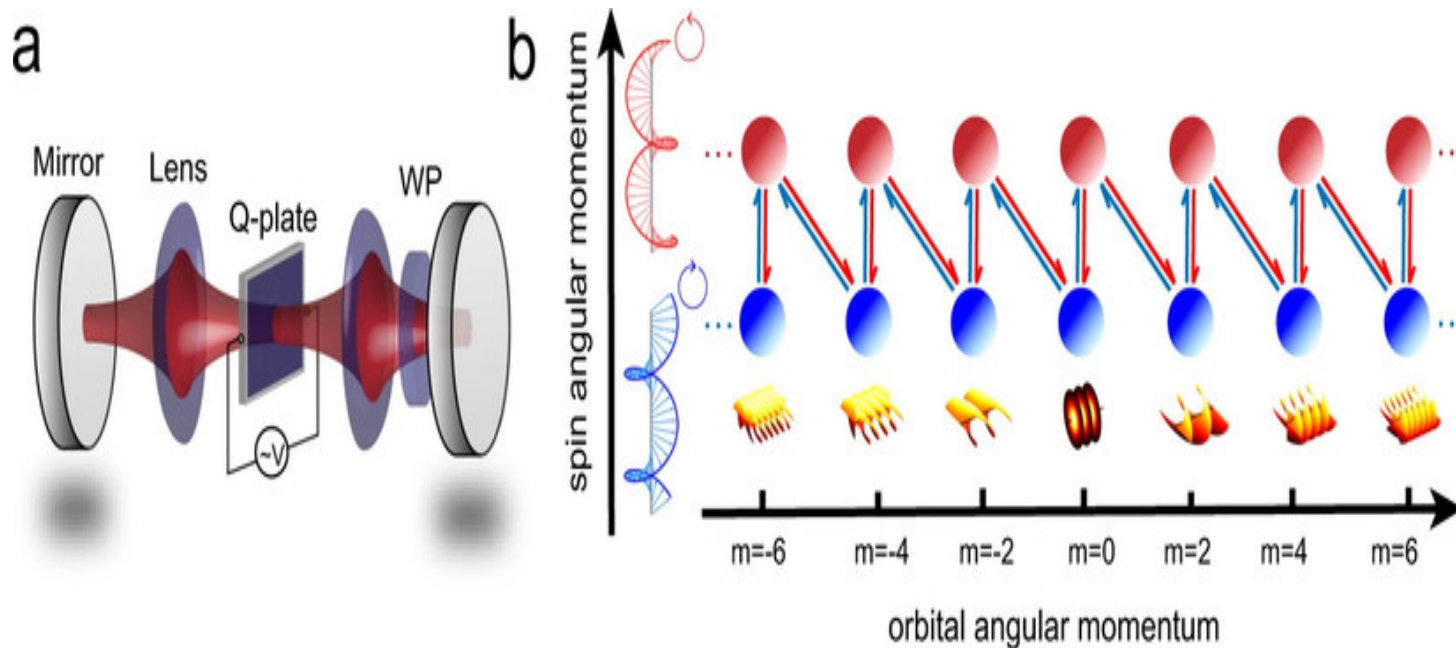 a
Mirror
Lens
Q-plate
WP
~V
b
spin angular momentum
... ...
... ...
m=-6 m=-4 m=-2 m=0 m=2 m=4 m=6
orbital angular momentum